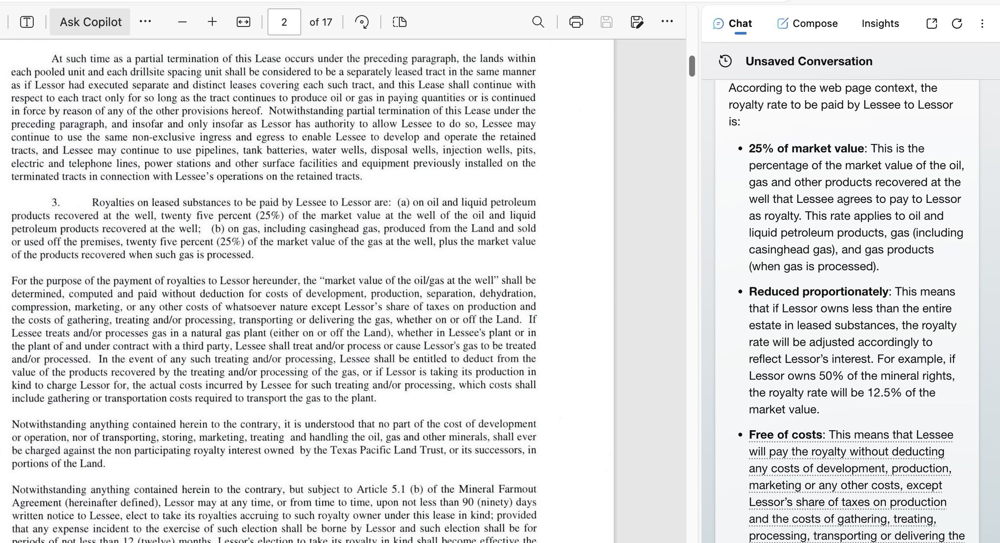 Ask Copilot
2 of 17
At such time as a partial termination of this Lease occurs under the preceding paragraph, the lands within
each pooled unit and each drillsite spacing unit shall be considered to be a separately leased tract in the same manner
as if Lessor had executed separate and distinct leases covering each such tract, and this Lease shall continue with
respect to each tract only for so long as the tract continues to produce oil or gas in paying quantities or is continued
in force by reason of any of the other provisions hereof. Notwithstanding partial termination of this Lease under the
preceding paragraph, and insofar and only insofar as Lessor has authority to allow Lessee to do so, Lessee may
continue to use the same non-exclusive ingress and egress to enable Lessee to develop and operate the retained
tracts, and Lessee may continue to use pipelines, tank batteries, water wells, disposal wells, injection wells, pits,
electric and telephone lines, power stations and other surface facilities and equipment previously installed on the
terminated tracts in connection with Lessee's operations on the retained tracts.
3. Royalties on leased substances to be paid by Lessee to Lessor are: (a) on oil and liquid petroleum
products recovered at the well, twenty five percent (25%) of the market value at the well of the oil and liquid
petroleum products recovered at the well; (b) on gas, including casinghead gas, produced from the Land and sold
or used off the premises, twenty five percent (25%) of the market value of the gas at the well, plus the market value
of the products recovered when such gas is processed.
For the purpose of the payment of royalties to Lessor hereunder, the “market value of the oil/gas at the well” shall be
determined, computed and paid without deduction for costs of development, production, separation, dehydration,
compression, marketing, or any other costs of whatsoever nature except Lessor’s share of taxes on production and
the costs of gathering, treating and/or processing, transporting or delivering the gas, whether on or off the Land. If
Lessee treats and/or processes gas in a natural gas plant (either on or off the Land), whether in Lessee's plant or in
the plant of and under contract with a third party, Lessee shall treat and/or process or cause Lessor's gas to be treated
and/or processed. In the event of any such treating and/or processing, Lessee shall be entitled to deduct from the
value of the products recovered by the treating and/or processing of the gas, or if Lessor is taking its production in
kind to charge Lessor for, the actual costs incurred by Lessee for such treating and/or processing, which costs shall
include gathering or transportation costs required to transport the gas to the plant.
Notwithstanding anything contained herein to the contrary, it is understood that no part of the cost of development
or operation, nor of transporting, storing, marketing, treating and handling the oil, gas and other minerals, shall ever
be charged against the non participating royalty interest owned by the Texas Pacific Land Trust, or its successors, in
portions of the Land.
Notwithstanding anything contained herein to the contrary, but subject to Article 5.1 (b) of the Mineral Farmout
Agreement (hereinafter defined), Lessor may at any time, or from time to time, upon not less than 90 (ninety) days
written notice to Lessee, elect to take its royalties accruing to such royalty owner under this lease in kind; provided
that any expense incident to the exercise of such election shall be borne by Lessor and such election shall be for
periods of not less than 12 (twelve) months. Lessor's election to take its royalty in kind shall become effective the
Chat Compose Insights
Unsaved Conversation
According to the web page context, the
royalty rate to be paid by Lessee to Lessor
is:
• 25% of market value: This is the
percentage of the market value of the oil,
gas and other products recovered at the
well that Lessee agrees to pay to Lessor
as royalty. This rate applies to oil and
liquid petroleum products, gas (including
casinghead gas), and gas products
(when gas is processed).
• Reduced proportionately: This means
that if Lessor owns less than the entire
estate in leased substances, the royalty
rate will be adjusted accordingly to
reflect Lessor’s interest. For example, if
Lessor owns 50% of the mineral rights,
the royalty rate will be 12.5% of the
market value.
• Free of costs: This means that Lessee
will pay the royalty without deducting
any costs of development, production,
marketing or any other costs, except
Lessor’s share of taxes on production
and the costs of gathering, treating,
processing, transporting or delivering the